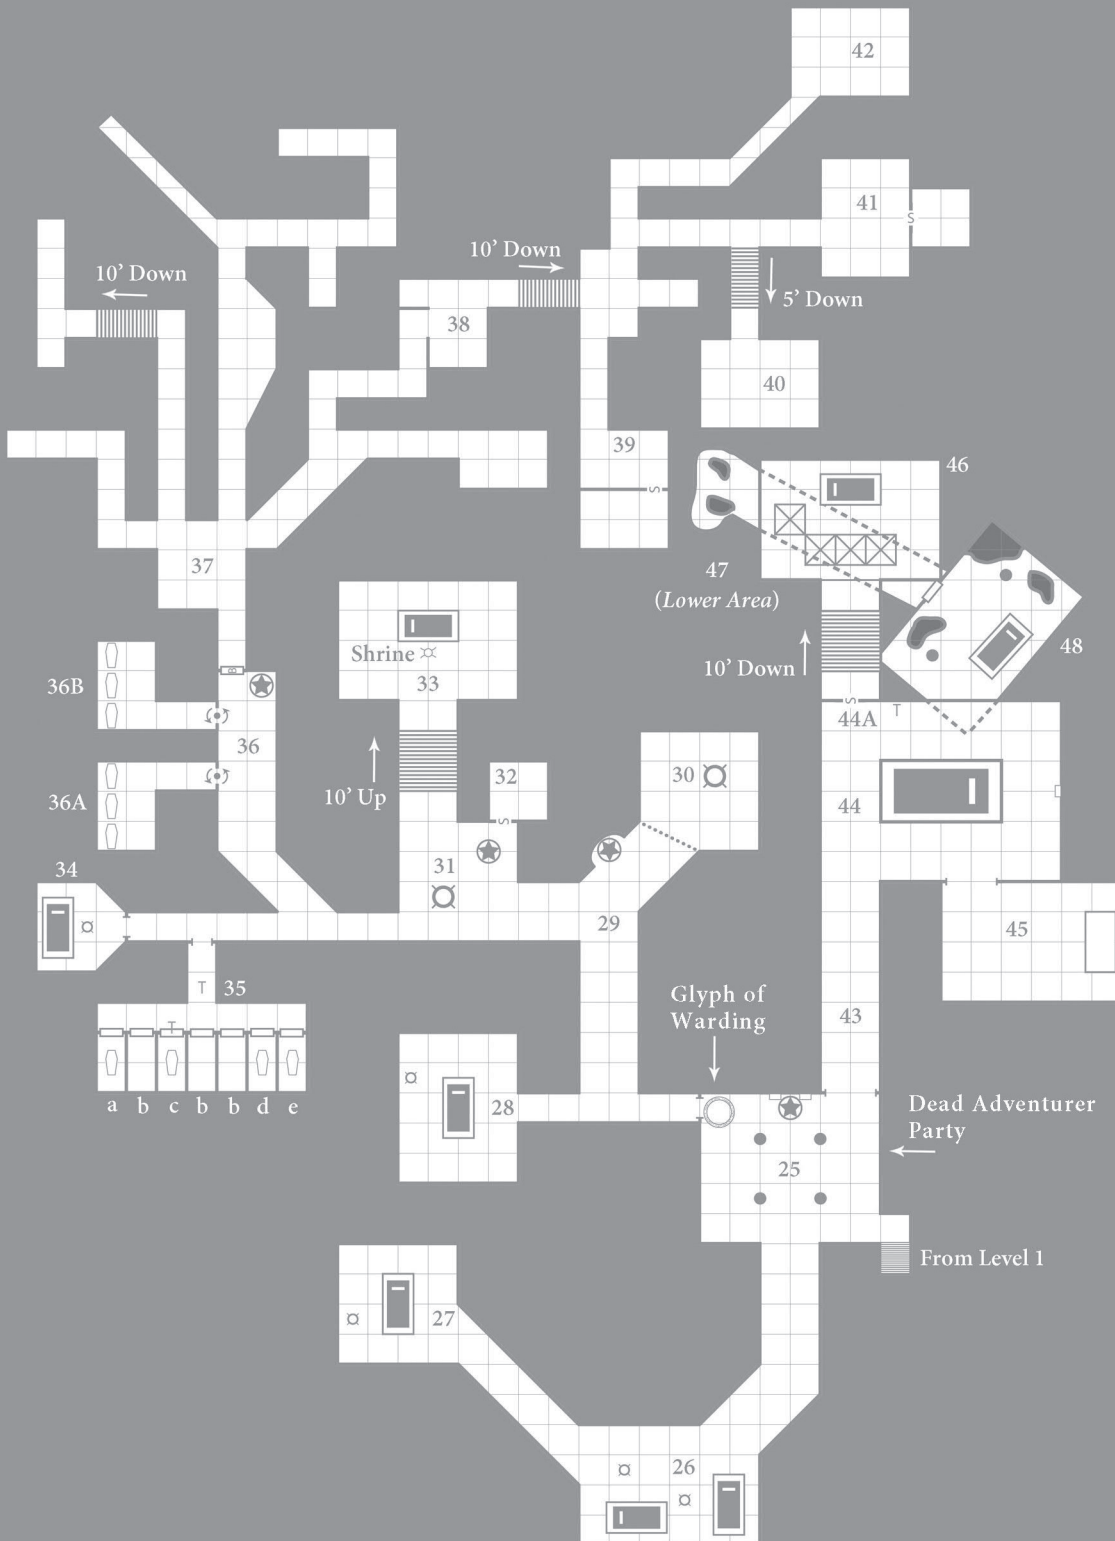 42
41
S
10’ Down
10’ Down
5’ Down
38
40
39
S
46
37
47
(Lower Area)
48
10’ Down
Shrine
33
36B
B
36
S
44A
T
36A
10’ Up
32
30
44
S
34
31
29
45
T
35
T
a b c b b d e
Glyph of
Warding
43
28
Dead Adventurer
Party
25
From Level 1
27
26